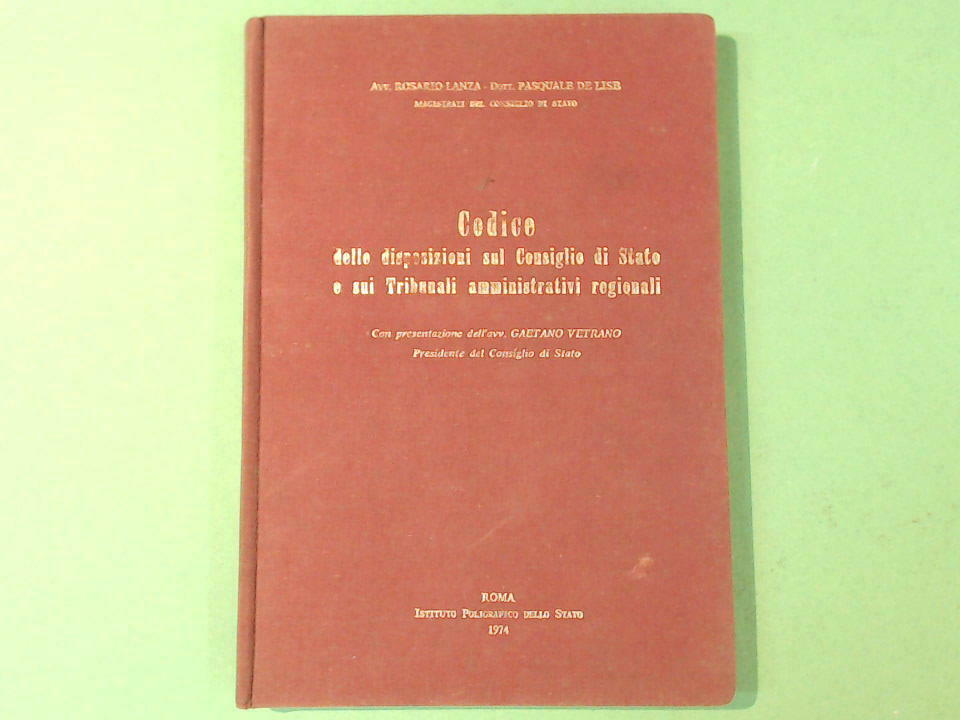 Avv. ROSARIO LANZA - Dott. PASQUALE DE LISE
MAGISTRATI DEL CONSIGLIO DI STATO
Codice
delle disposizioni sul Consiglio di Stato
e sui Tribunali amministrativi regionali
Con presentazione dell'avv. GAETANO VETRANO
Presidente del Consiglio di Stato
ROMA
ISTITUTO POLIGRAFICO DELLO STATO
1974